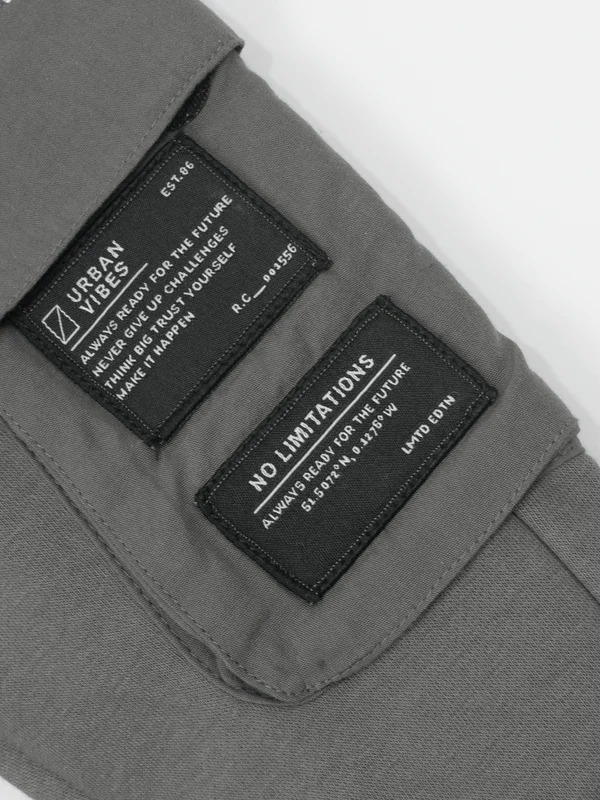 EST.86
URBAN
VIBES
ALWAYS READY FOR THE FUTURE
NEVER GIVE UP CHALLENGES
THINK BIG TRUST YOURSELF
MAKE IT HAPPEN
R.C__001556
NO LIMITATIONS
ALWAYS READY FOR THE FUTURE
51.5072° N, 0.1276° W
LMTD EDTN